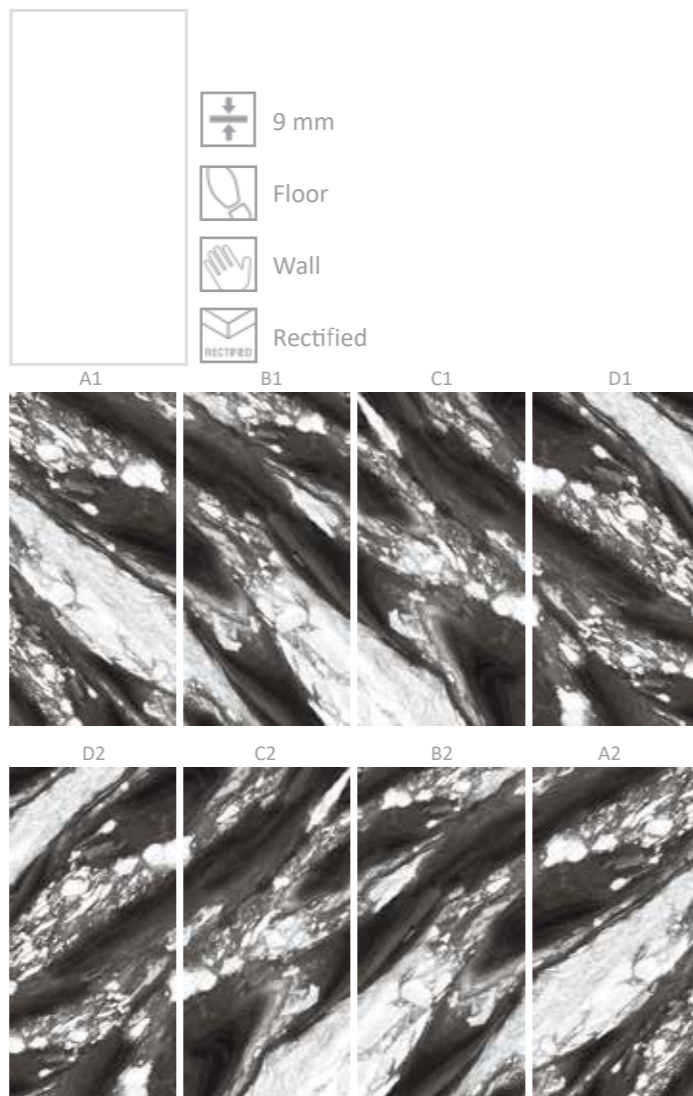 9 mm
Floor
Wall
RECTIFIED
Rectified
A1 B1 C1 D1
D2 C2 B2 A2